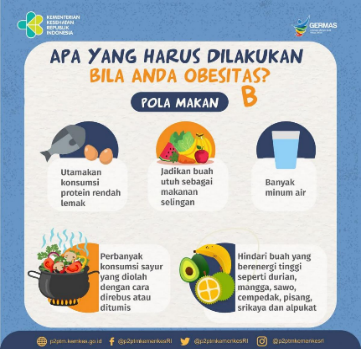 KEMENTERIAN
KESEHATAN
REPUBLIK
INDONESIA
GERMAS
APA YANG HARUS DILAKUKAN
BILA ANDA OBESITAS?
POLA MAKAN
B
Utamakan
konsumsi
protein rendah
lemak
Jadikan buah
utuh sebagai
makanan
selingan
Banyak
minum air
Perbanyak
konsumsi sayur
yang diolah
dengan cara
direbus atau
ditumis
Hindari buah yang
berenergi tinggi
seperti durian,
mangga, sawo,
cempedak, pisang,
srikaya dan alpukat
p2ptm.kemkes.go.id
p2ptmkemenkesRI
@p2ptmkemenkesRI
@p2ptmkemenkesri